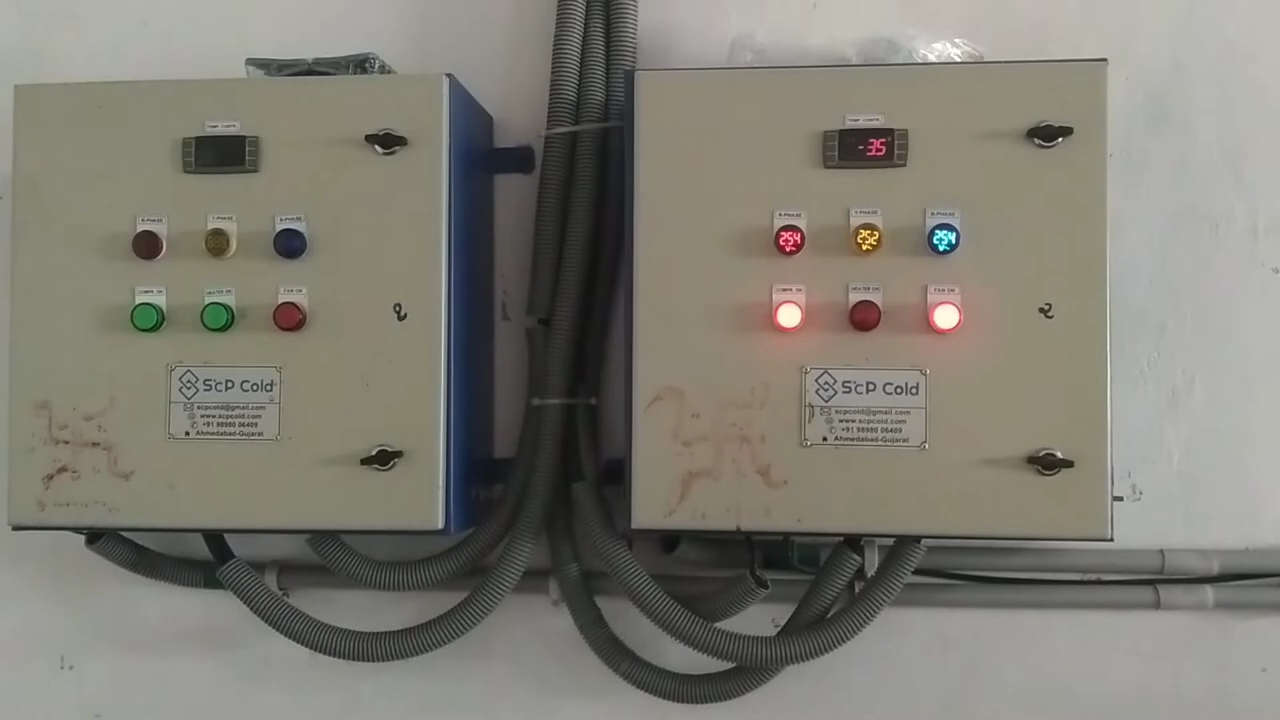 TEMP. CONTR.
R-PHASE
Y-PHASE
B-PHASE
COMPR. ON
HEATER ON
FAN ON
૧
SCP Cold
scpcold@gmail.com
www.scpcold.com
+91 98980 06409
Ahmedabad-Gujarat
TEMP. CONTR.
-35
R-PHASE
Y-PHASE
B-PHASE
254
V~
252
V~
254
V~
COMPR. ON
HEATER ON
FAN ON
૨
SCP Cold
scpcold@gmail.com
www.scpcold.com
+91 98980 06409
Ahmedabad-Gujarat